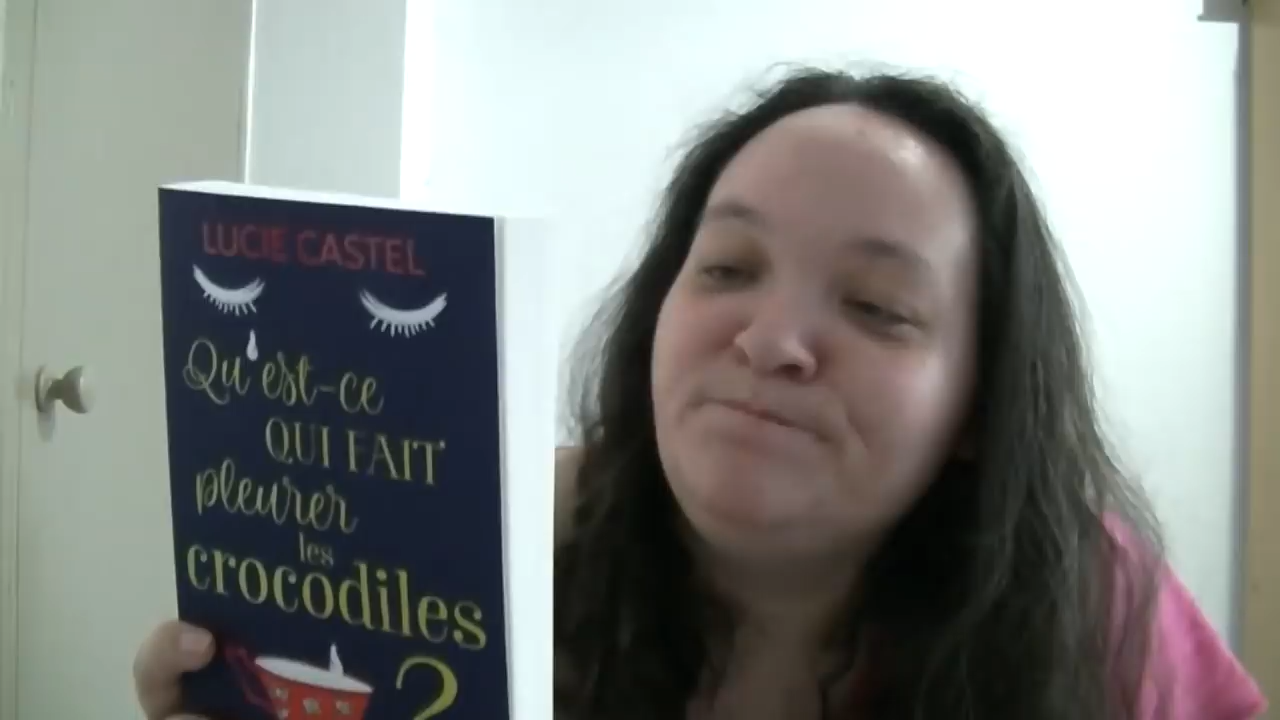 LUCIE CASTEL
Qu'est-ce
QUI FAIT
pleurer
les
crocodiles
?